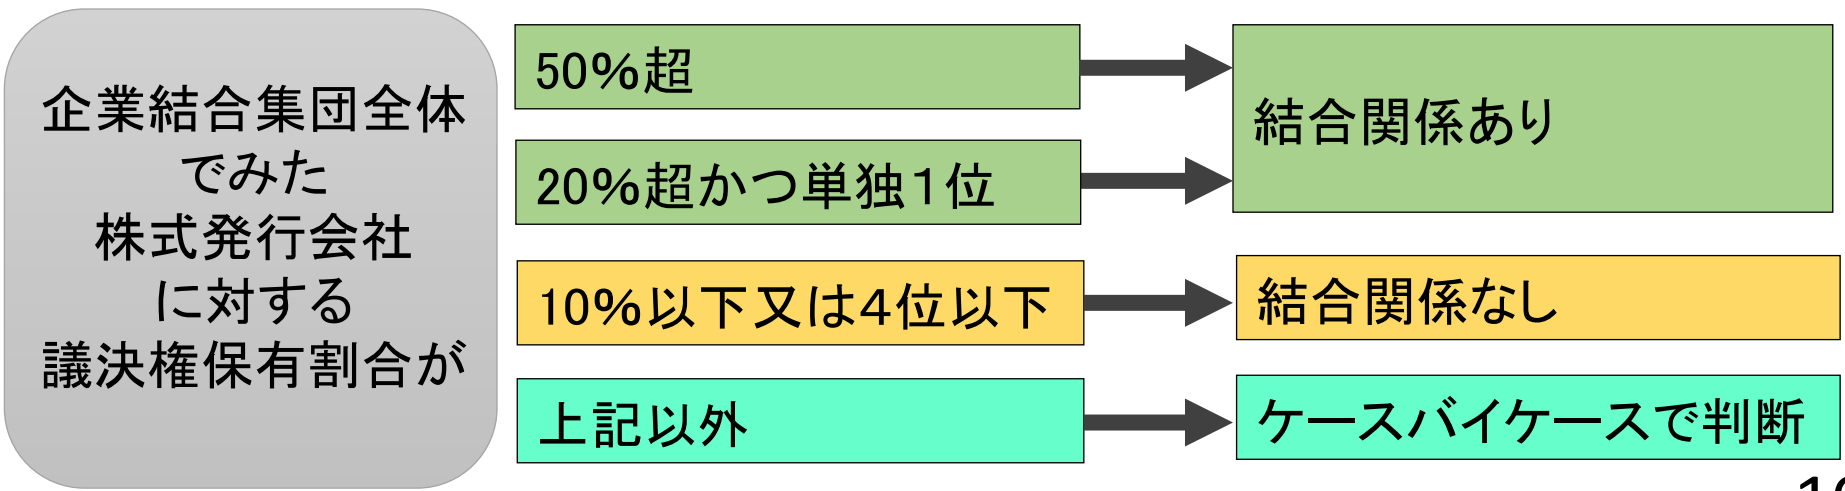 企業結合集団全体
でみた
株式発行会社
に対する
議決権保有割合が
50%超
20%超かつ単独1位
結合関係あり
10%以下又は4位以下
結合関係なし
上記以外
ケースバイケースで判断